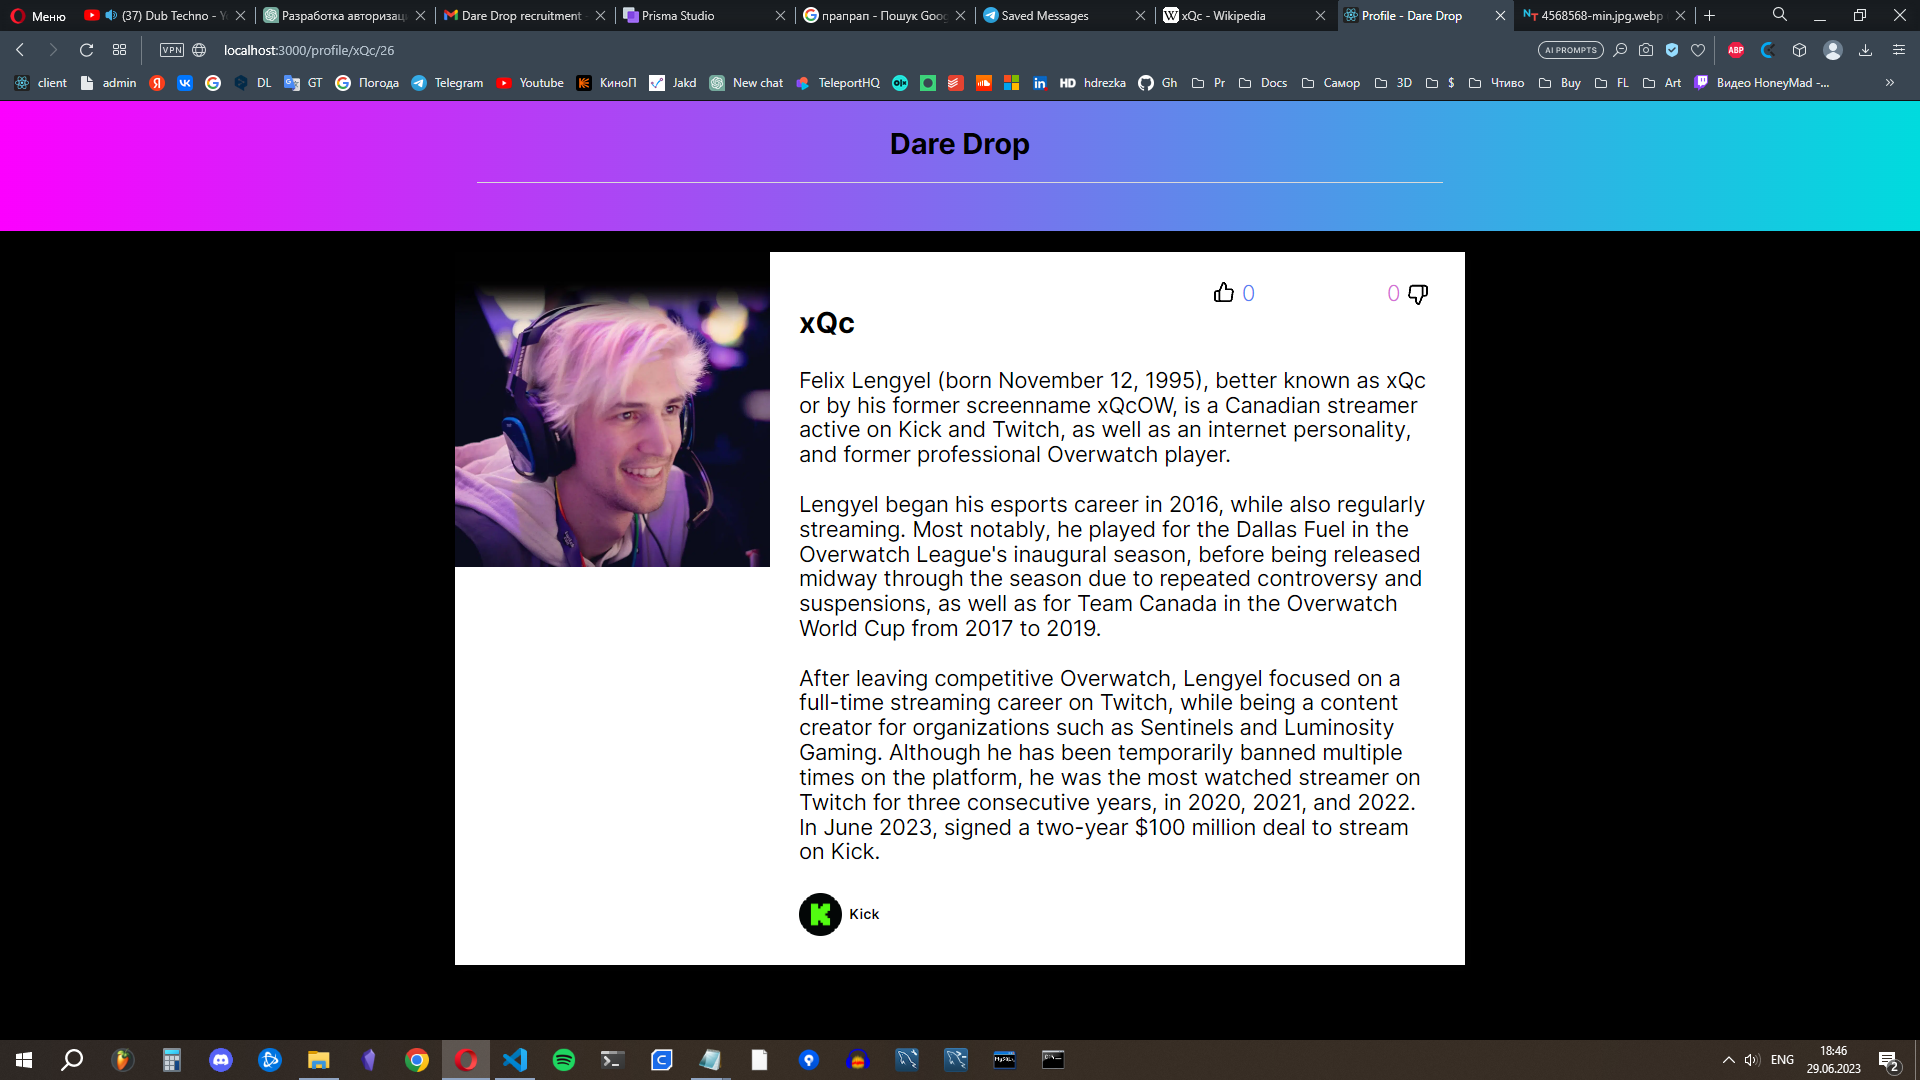 Меню
(37) Dub Techno - Y
Разработка авторизац
Dare Drop recruitment -
Prisma Studio
прапрап - Пошук Goo
Saved Messages
xQc - Wikipedia
Profile - Dare Drop
4568568-min.jpg.webp
VPN
localhost:3000/profile/xQc/26
AI PROMPTS
ABP
client
admin
DL
GT
Погода
Telegram
Youtube
КиноП
Jakd
New chat
TeleportHQ
HD hdrezka
Gh
Pr
Docs
Самор
3D
$
Чтиво
Buy
FL
Art
Видео HoneyMad -...
Dare Drop
0
0
xQc
Felix Lengyel (born November 12, 1995), better known as xQc
or by his former screenname xQcOW, is a Canadian streamer
active on Kick and Twitch, as well as an internet personality,
and former professional Overwatch player.
Lengyel began his esports career in 2016, while also regularly
streaming. Most notably, he played for the Dallas Fuel in the
Overwatch League's inaugural season, before being released
midway through the season due to repeated controversy and
suspensions, as well as for Team Canada in the Overwatch
World Cup from 2017 to 2019.
After leaving competitive Overwatch, Lengyel focused on a
full-time streaming career on Twitch, while being a content
creator for organizations such as Sentinels and Luminosity
Gaming. Although he has been temporarily banned multiple
times on the platform, he was the most watched streamer on
Twitch for three consecutive years, in 2020, 2021, and 2022.
In June 2023, signed a two-year $100 million deal to stream
on Kick.
Kick
ENG
18:46
29.06.2023
2